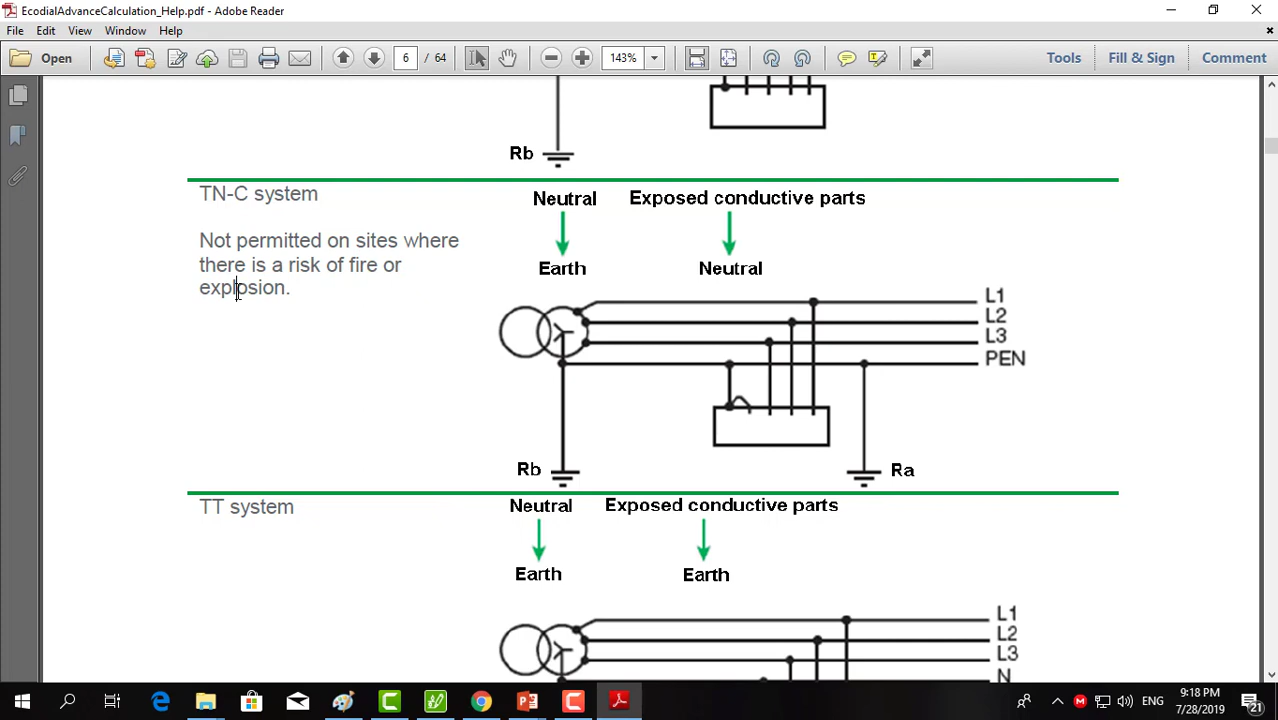 EcodialAdvanceCalculation_Help.pdf - Adobe Reader
File Edit View Window Help
Open 6 / 64 143% Tools Fill & Sign Comment
Rb
TN-C system
Neutral Exposed conductive parts
Not permitted on sites where
there is a risk of fire or
explosion.
Earth Neutral
L1
L2
L3
PEN
Rb Ra
TT system
Neutral Exposed conductive parts
Earth Earth
L1
L2
L3
N
ENG
9:18 PM
7/28/2019
21